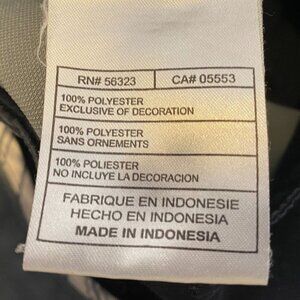 RN# 56323 CA# 05553
100% POLYESTER
EXCLUSIVE OF DECORATION
100% POLYESTER
SANS ORNEMENTS
100% POLIESTER
NO INCLUYE LA DECORACION
FABRIQUE EN INDONESIE
HECHO EN INDONESIA
MADE IN INDONESIA